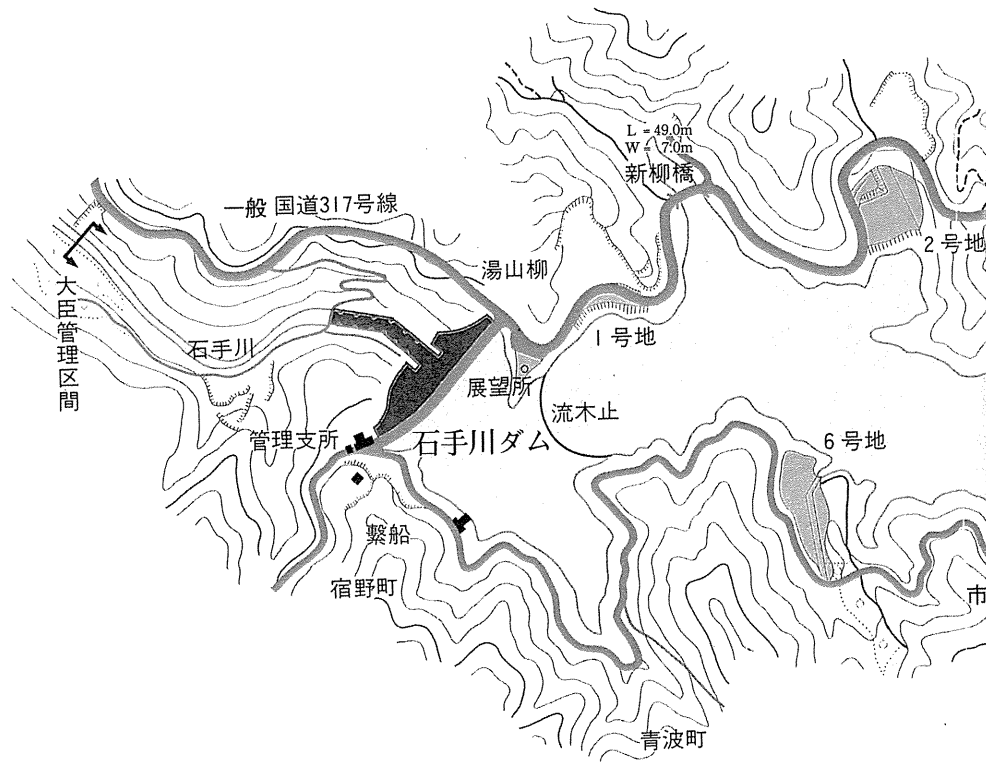 L = 49.0m
W = 7.0m
新柳橋
一般 国道317号線
2号地
湯山柳
大臣管理区間
1号地
石手川
展望所
流木止
管理支所
石手川ダム
6号地
繋船
宿野町
市
青波町